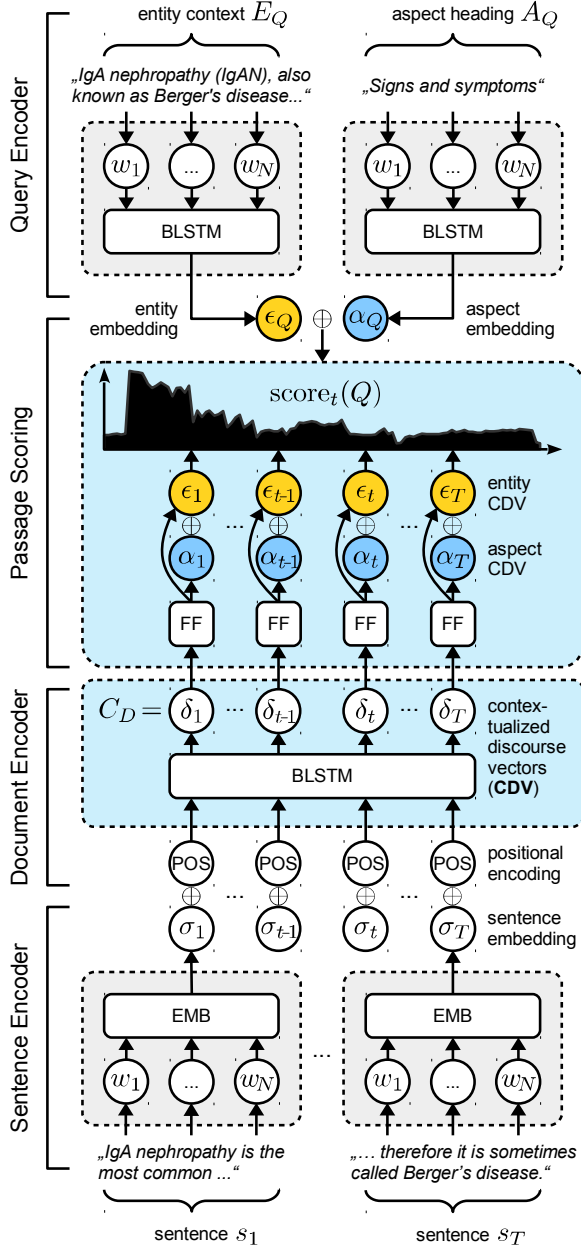 entity context E_Q
aspect heading A_Q
„IgA nephropathy (IgAN), also
known as Berger's disease...“
„Signs and symptoms“
Query Encoder
w_1 ... w_N
w_1 ... w_N
BLSTM
BLSTM
entity
embedding
ϵ_Q ⊕ α_Q
aspect
embedding
Passage Scoring
score_t(Q)
ϵ_1 ... ϵ_{t-1} ϵ_t ... ϵ_T
entity
CDV
⊕ ⊕ ⊕ ⊕
α_1 ... α_{t-1} α_t ... α_T
aspect
CDV
FF FF FF FF
Document Encoder
C_D = δ_1 ... δ_{t-1} δ_t ... δ_T
contex-
tualized
discourse
vectors
(CDV)
BLSTM
POS POS POS POS
positional
encoding
⊕ ... ⊕ ⊕ ... ⊕
σ_1 σ_{t-1} σ_t σ_T
sentence
embedding
Sentence Encoder
EMB
EMB
...
w_1 ... w_N
w_1 ... w_N
„IgA nephropathy is the
most common ...“
„... therefore it is sometimes
called Berger's disease.“
sentence s_1
sentence s_T